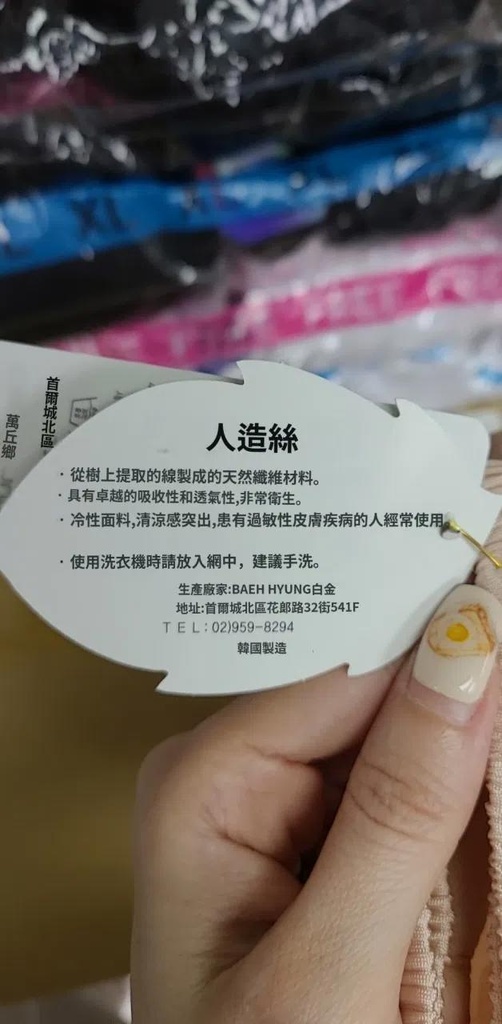 XL
首爾城北區
萬丘鄉
人造絲
· 從樹上提取的線製成的天然纖維材料。
· 具有卓越的吸收性和透氣性,非常衛生。
· 冷性面料,清涼感突出,患有過敏性皮膚疾病的人經常使用
· 使用洗衣機時請放入網中，建議手洗。
生產廠家:BAEH HYUNG白金
地址:首爾城北區花郎路32街541F
TEL:02)959-8294
韓國製造